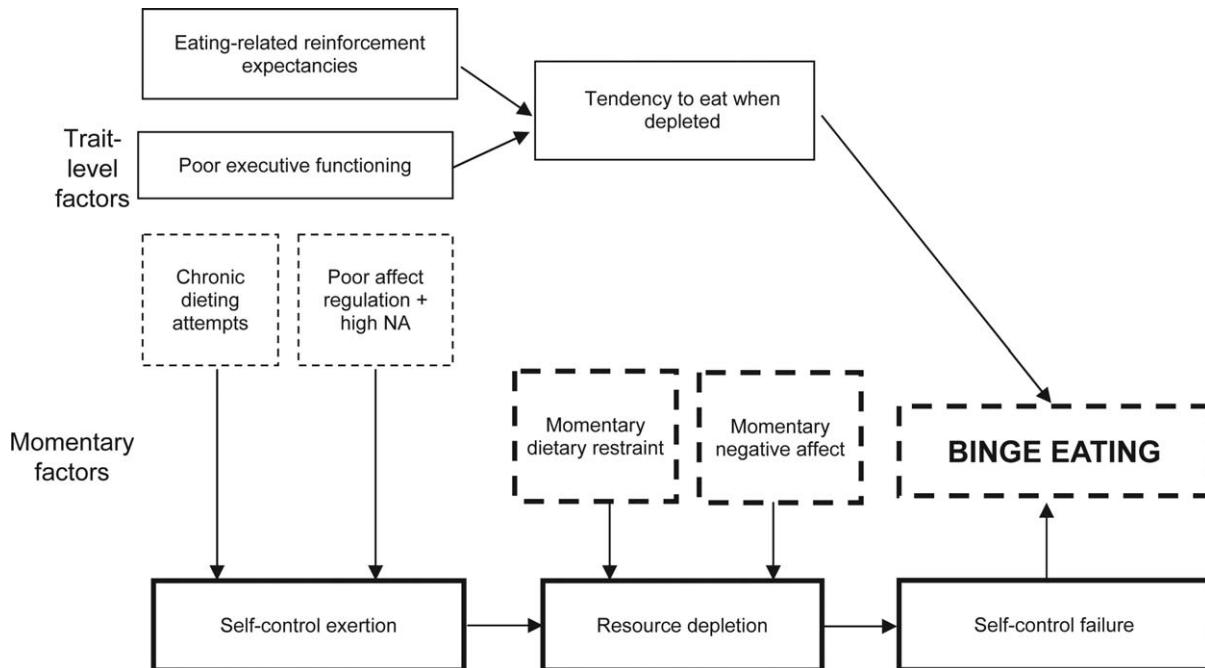 Eating-related reinforcement
expectancies
Tendency to eat when
depleted
Trait-
level
factors
Poor executive functioning
Chronic
dieting
attempts
Poor affect
regulation +
high NA
Momentary
factors
Momentary
dietary restraint
Momentary
negative affect
BINGE EATING
Self-control exertion
Resource depletion
Self-control failure